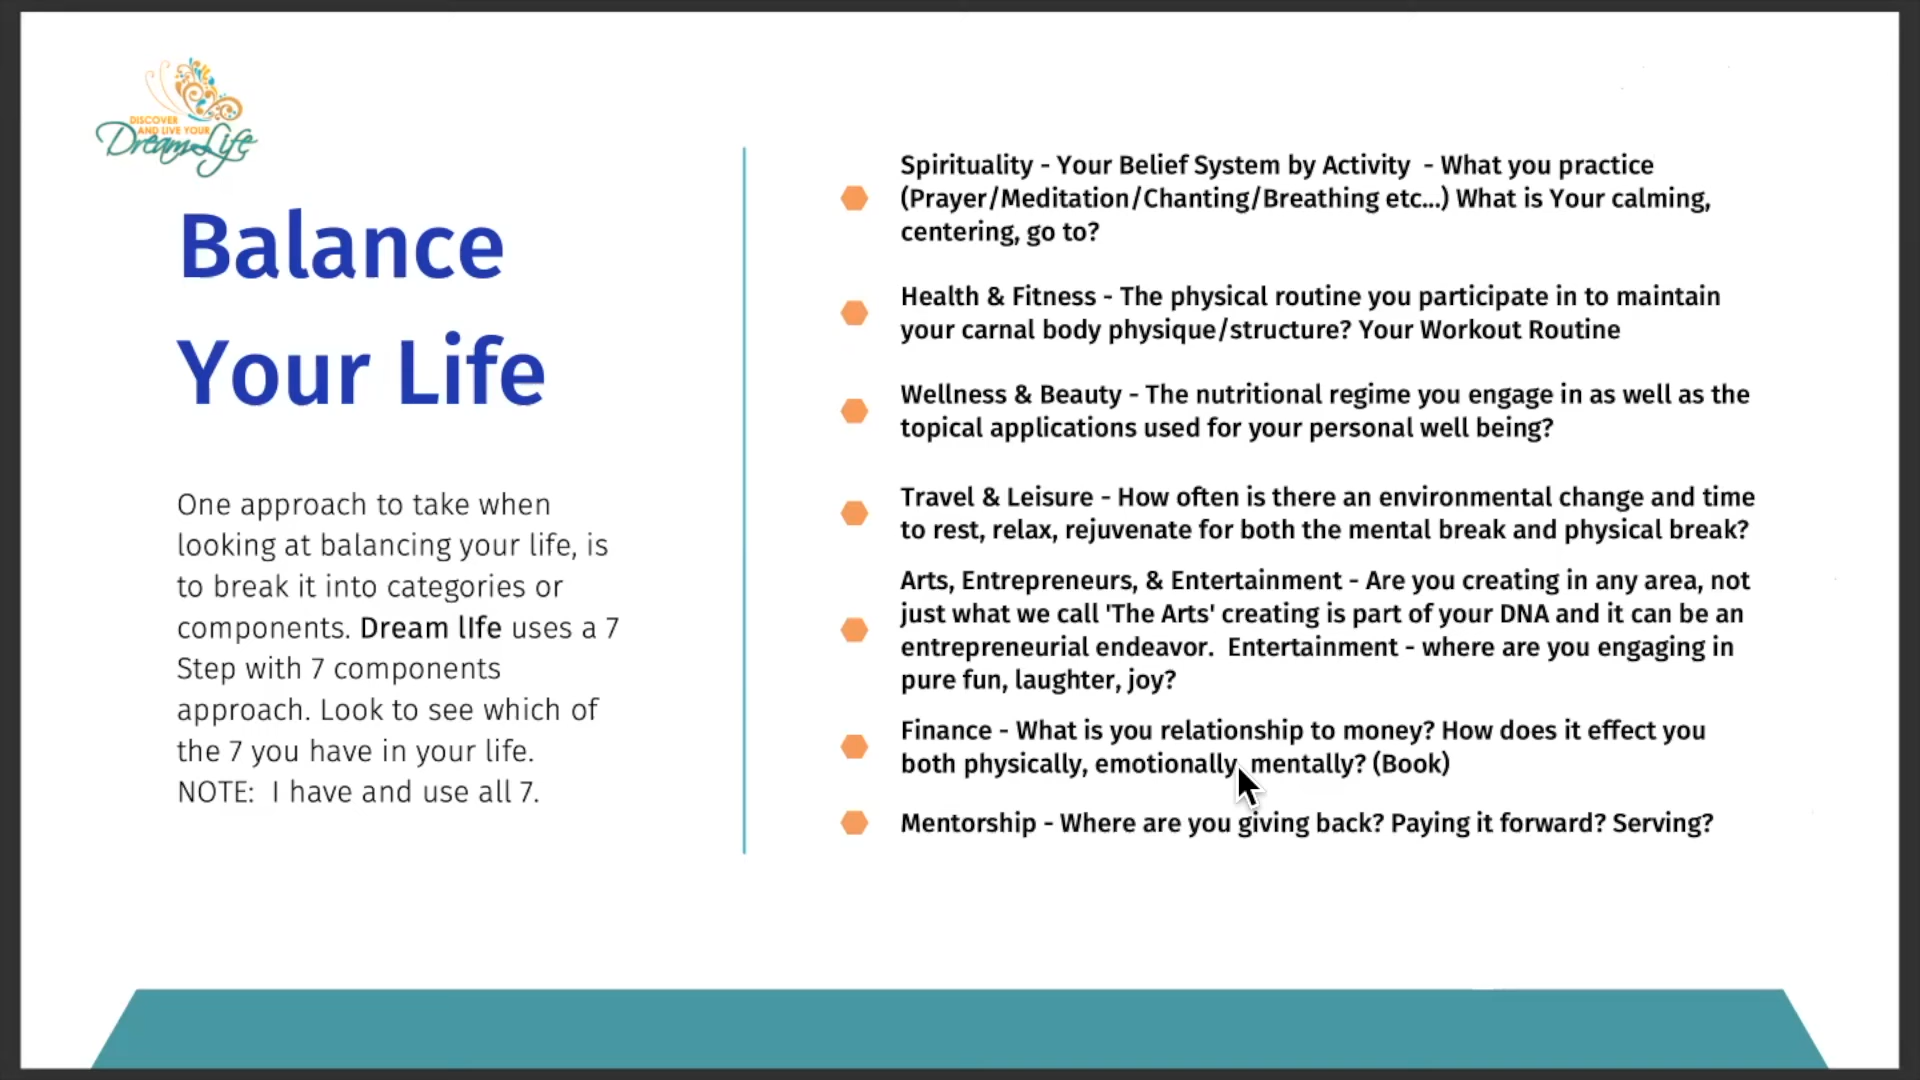 DISCOVER
AND LIVE YOUR
Dream Life
Balance
Your Life
One approach to take when
looking at balancing your life, is
to break it into categories or
components. Dream lIfe uses a 7
Step with 7 components
approach. Look to see which of
the 7 you have in your life.
NOTE:  I have and use all 7.
Spirituality - Your Belief System by Activity  - What you practice
(Prayer/Meditation/Chanting/Breathing etc...) What is Your calming,
centering, go to?
Health & Fitness - The physical routine you participate in to maintain
your carnal body physique/structure? Your Workout Routine
Wellness & Beauty - The nutritional regime you engage in as well as the
topical applications used for your personal well being?
Travel & Leisure - How often is there an environmental change and time
to rest, relax, rejuvenate for both the mental break and physical break?
Arts, Entrepreneurs, & Entertainment - Are you creating in any area, not
just what we call 'The Arts' creating is part of your DNA and it can be an
entrepreneurial endeavor.  Entertainment - where are you engaging in
pure fun, laughter, joy?
Finance - What is you relationship to money? How does it effect you
both physically, emotionally, mentally? (Book)
Mentorship - Where are you giving back? Paying it forward? Serving?